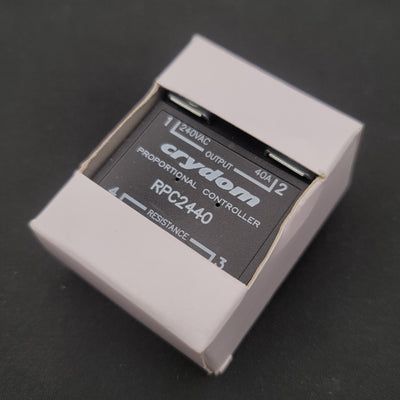 1 240VAC OUTPUT 40A 2
crydom
PROPORTIONAL CONTROLLER
RPC2440
4 RESISTANCE 3